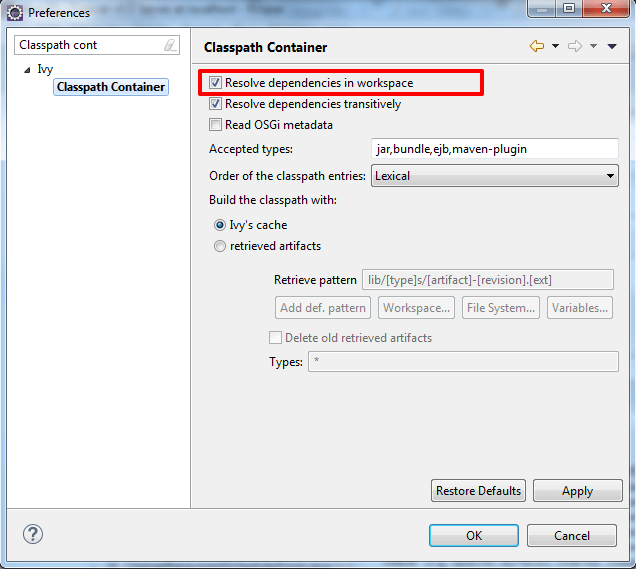 Preferences
Classpath cont
Ivy
Classpath Container
Classpath Container
Resolve dependencies in workspace
Resolve dependencies transitively
Read OSGi metadata
Accepted types: jar,bundle,ejb,maven-plugin
Order of the classpath entries: Lexical
Build the classpath with:
Ivy's cache
retrieved artifacts
Retrieve pattern lib/[type]s/[artifact]-[revision].[ext]
Add def. pattern Workspace... File System... Variables...
Delete old retrieved artifacts
Types: *
Restore Defaults Apply
? OK Cancel